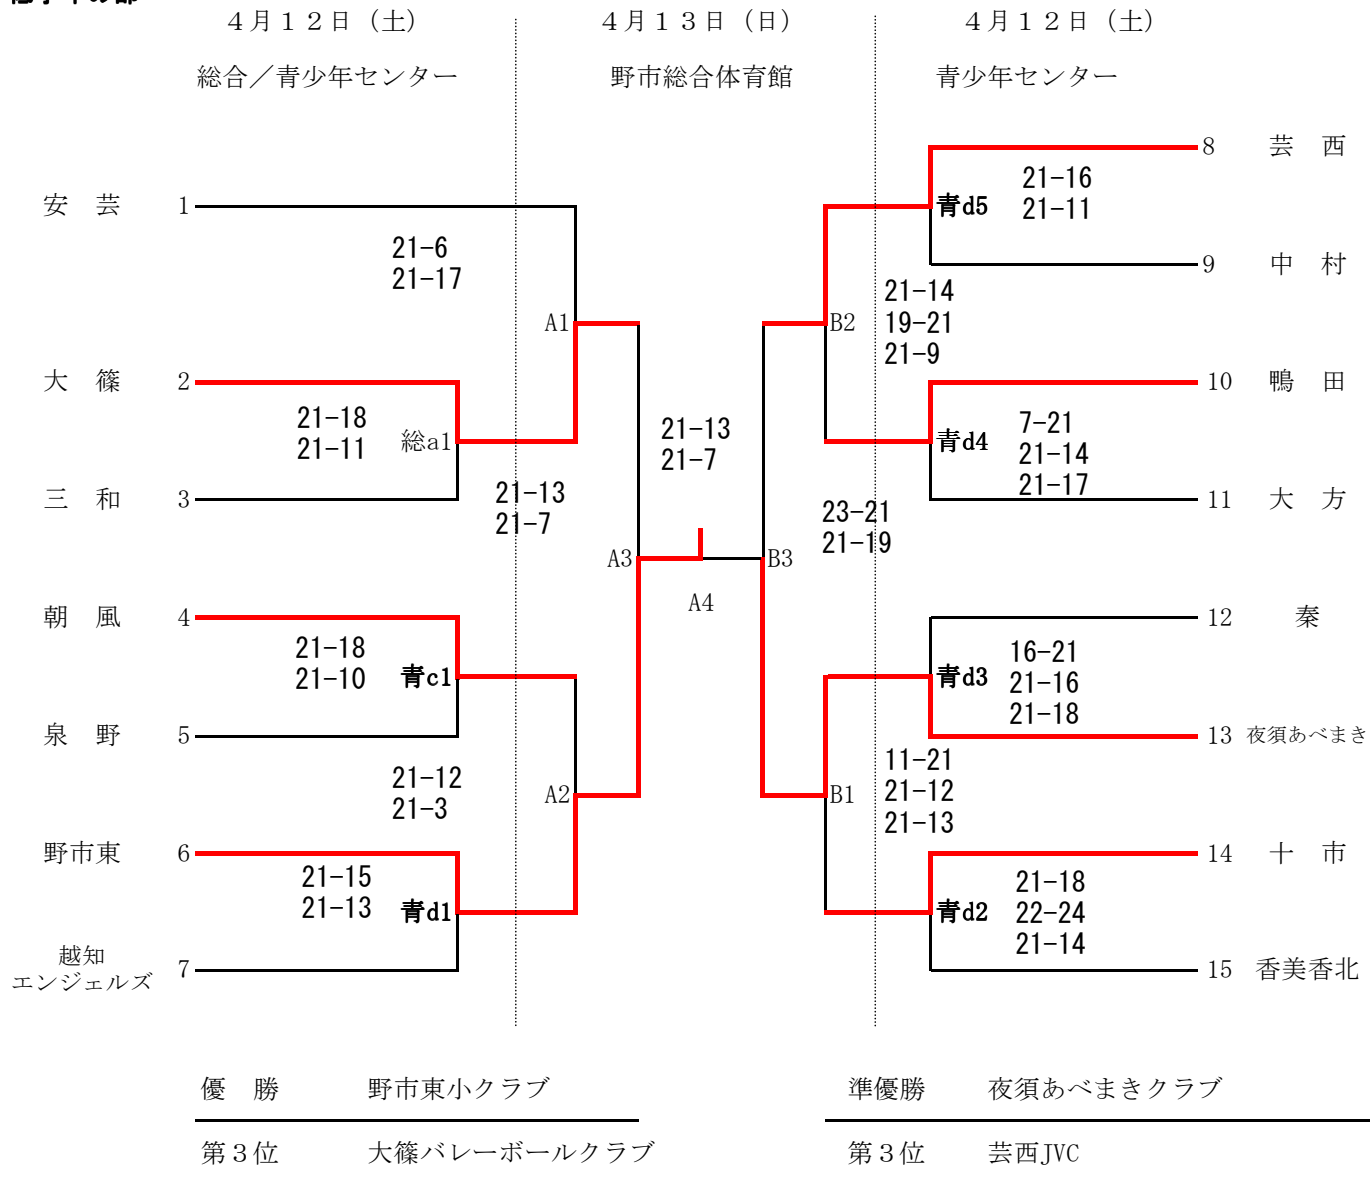 ４月１２日（土）
４月１３日（日）
４月１２日（土）
総合／青少年センター
野市総合体育館
青少年センター
8 芸　西
21-16
21-11
青d5
安　芸 1
21-6
21-17
9 中　村
21-14
19-21
21-9
A1
B2
大　篠 2
10 鴨　田
21-18
21-11
総a1
21-13
21-7
7-21
21-14
21-17
青d4
三　和 3
21-13
21-7
23-21
21-19
11 大　方
A3
B3
A4
朝　風 4
12 秦
21-18
21-10
青c1
青d3
16-21
21-16
21-18
泉　野 5
13 夜須あべまき
21-12
21-3
A2
B1
11-21
21-12
21-13
野市東 6
14 十　市
21-15
21-13
青d1
青d2
21-18
22-24
21-14
越知
エンジェルズ 7
15 香美香北
優　勝　野市東小クラブ
準優勝　夜須あべまきクラブ
第３位　大篠バレーボールクラブ
第３位　芸西JVC